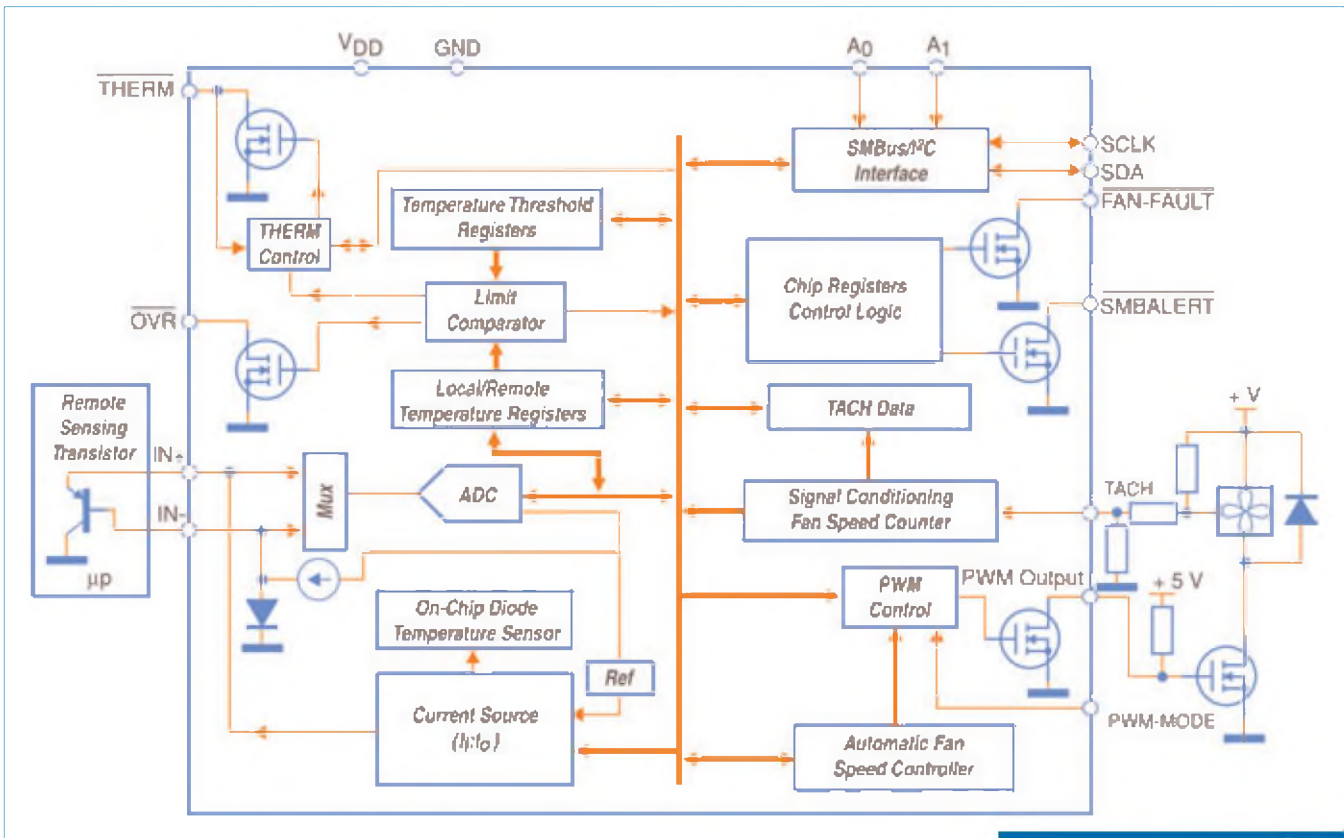 VDD GND A0 A1
THERM
SCLK
SDA
FAN-FAULT
SMBALERT
SMBus/I²C
Interface
Temperature Threshold
Registers
THERM
Control
Chip Registers
Control Logic
Limit
Comparator
OVR
Local/Remote
Temperature Registers
TACH Data
Remote
Sensing
Transistor
IN+
IN-
µp
Mux
ADC
Signal Conditioning
Fan Speed Counter
TACH
+ V
+ 5 V
PWM Output
PWM
Control
On-Chip Diode
Temperature Sensor
Ref
Current Source
PWM-MODE
Automatic Fan
Speed Controller